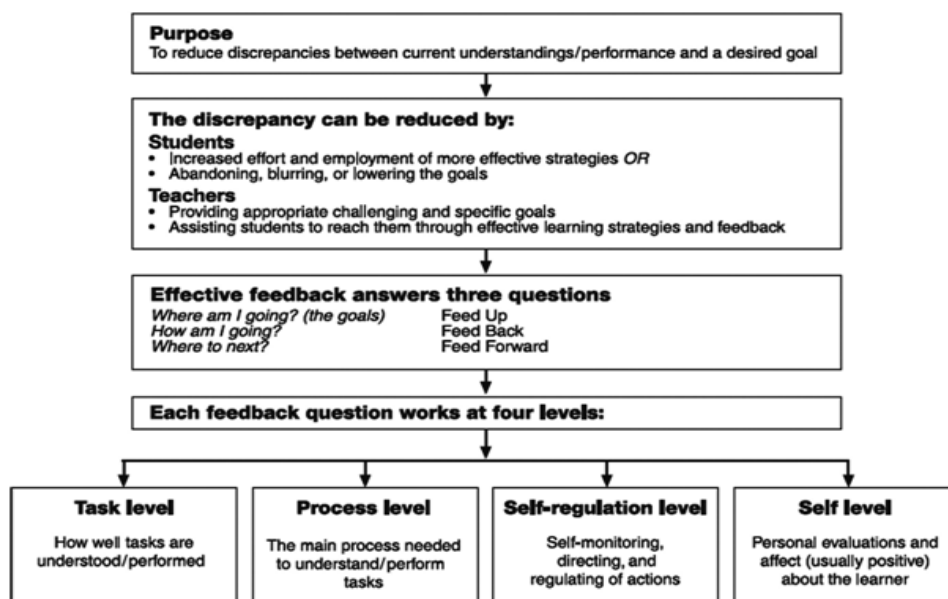 Purpose
To reduce discrepancies between current understandings/performance and a desired goal
The discrepancy can be reduced by:
Students
• Increased effort and employment of more effective strategies OR
• Abandoning, blurring, or lowering the goals
Teachers
• Providing appropriate challenging and specific goals
• Assisting students to reach them through effective learning strategies and feedback
Effective feedback answers three questions
Where am I going? (the goals) Feed Up
How am I going? Feed Back
Where to next? Feed Forward
Each feedback question works at four levels:
Task level
How well tasks are
understood/performed
Process level
The main process needed
to understand/perform
tasks
Self-regulation level
Self-monitoring,
directing, and
regulating of actions
Self level
Personal evaluations and
affect (usually positive)
about the learner